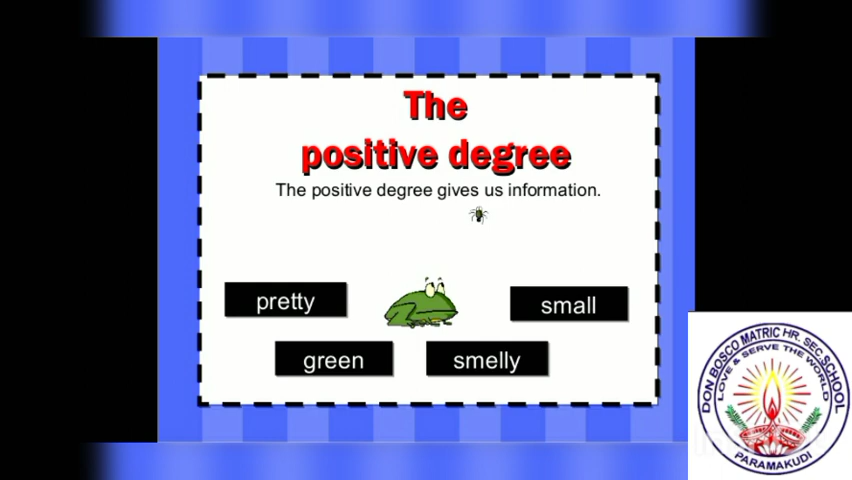 The
positive degree
The positive degree gives us information.
pretty
small
green
smelly
DON BOSCO MATRIC HR. SEC. SCHOOL
LOVE & SERVE THE WORLD
PARAMAKUDI